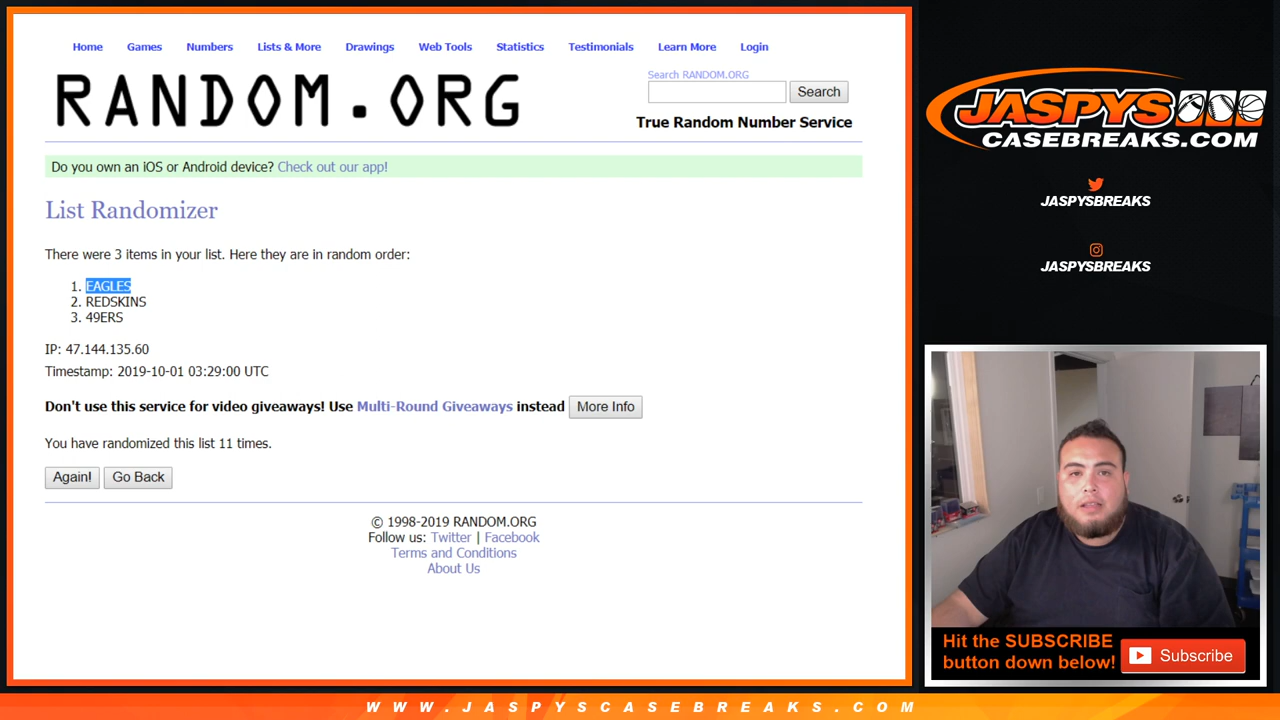 Home Games Numbers Lists & More Drawings Web Tools Statistics Testimonials Learn More Login
RANDOM.ORG
Search RANDOM.ORG
Search
True Random Number Service
Do you own an iOS or Android device? Check out our app!
List Randomizer
There were 3 items in your list. Here they are in random order:
1. EAGLES
2. REDSKINS
3. 49ERS
IP: 47.144.135.60
Timestamp: 2019-10-01 03:29:00 UTC
Don't use this service for video giveaways! Use Multi-Round Giveaways instead More Info
You have randomized this list 11 times.
Again! Go Back
© 1998-2019 RANDOM.ORG
Follow us: Twitter | Facebook
Terms and Conditions
About Us
JASPYS
CASEBREAKS.COM
JASPYSBREAKS
JASPYSBREAKS
Hit the SUBSCRIBE
button down below!
Subscribe
WWW.JASPYSCASEBREAKS.COM